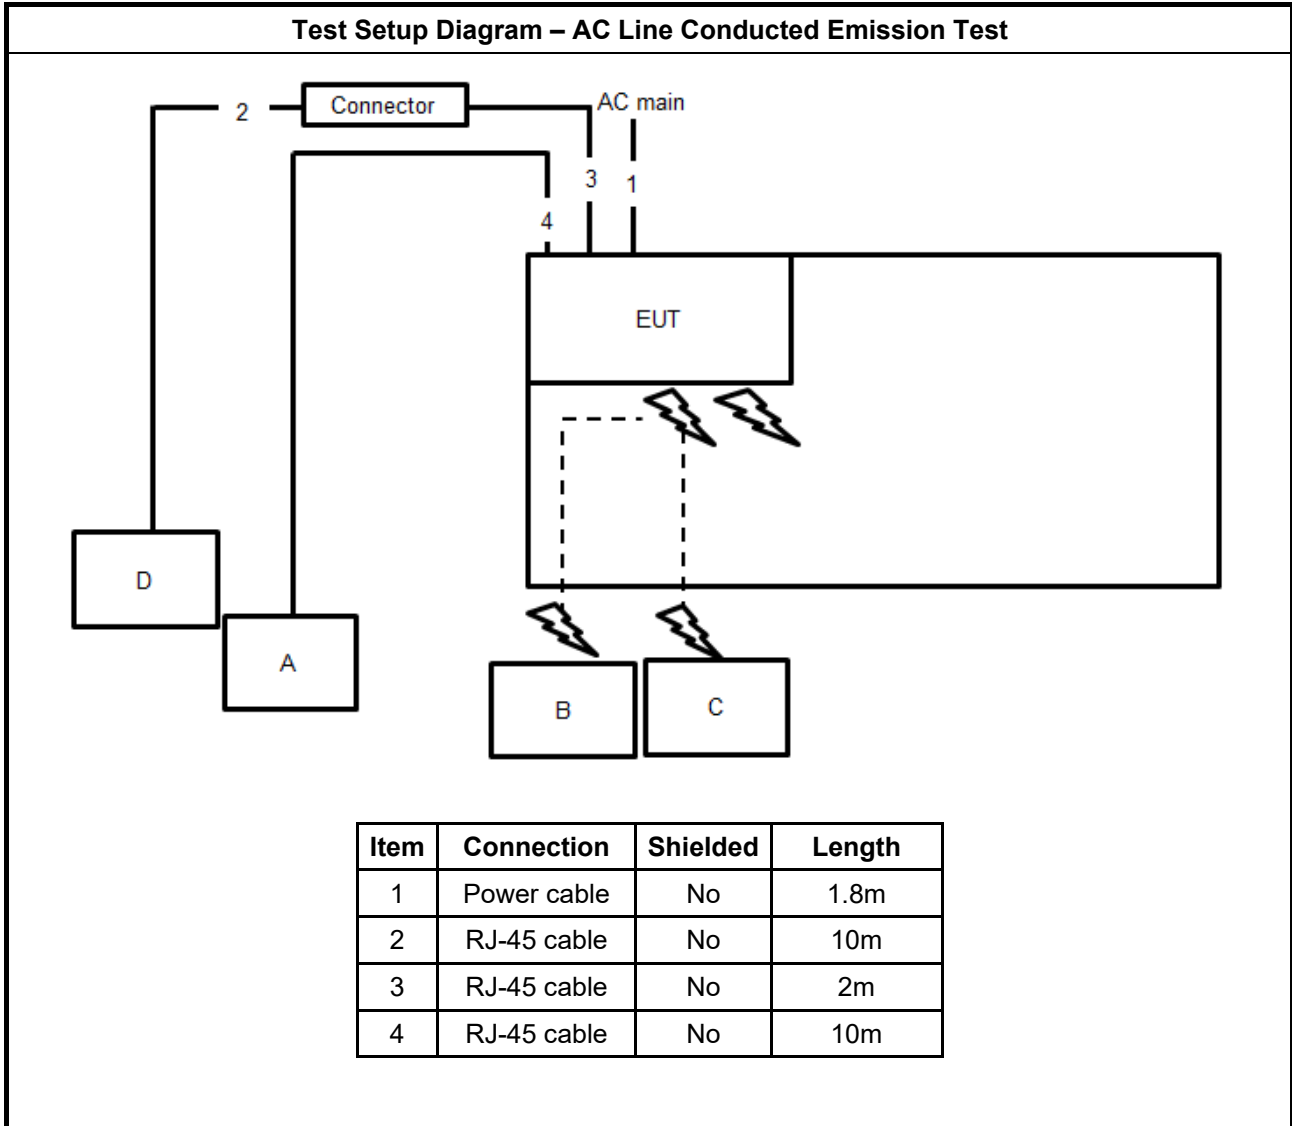 Test Setup Diagram – AC Line Conducted Emission Test
2 Connector AC main
3 1
4
EUT
D
A
B C
Item Connection Shielded Length
1 Power cable No 1.8m
2 RJ-45 cable No 10m
3 RJ-45 cable No 2m
4 RJ-45 cable No 10m